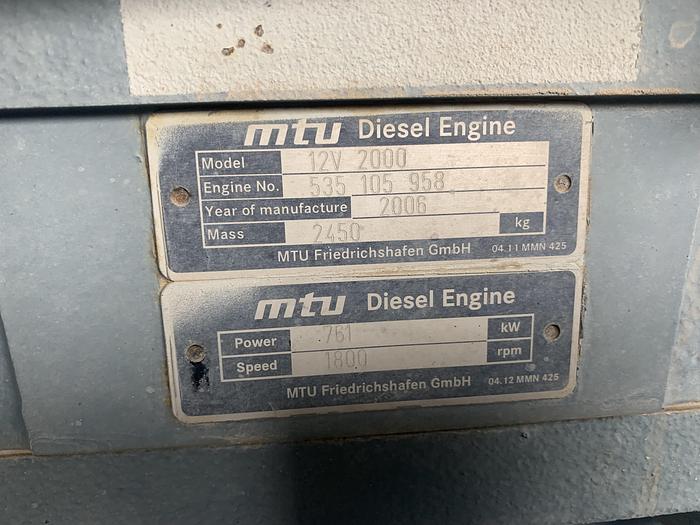 mtu Diesel Engine
Model 12V 2000
Engine No. 535 105 958
Year of manufacture 2006
Mass 2450 kg
MTU Friedrichshafen GmbH 04.11 MMN 425
mtu Diesel Engine
Power 761 kW
Speed 1800 rpm
MTU Friedrichshafen GmbH 04.12 MMN 425